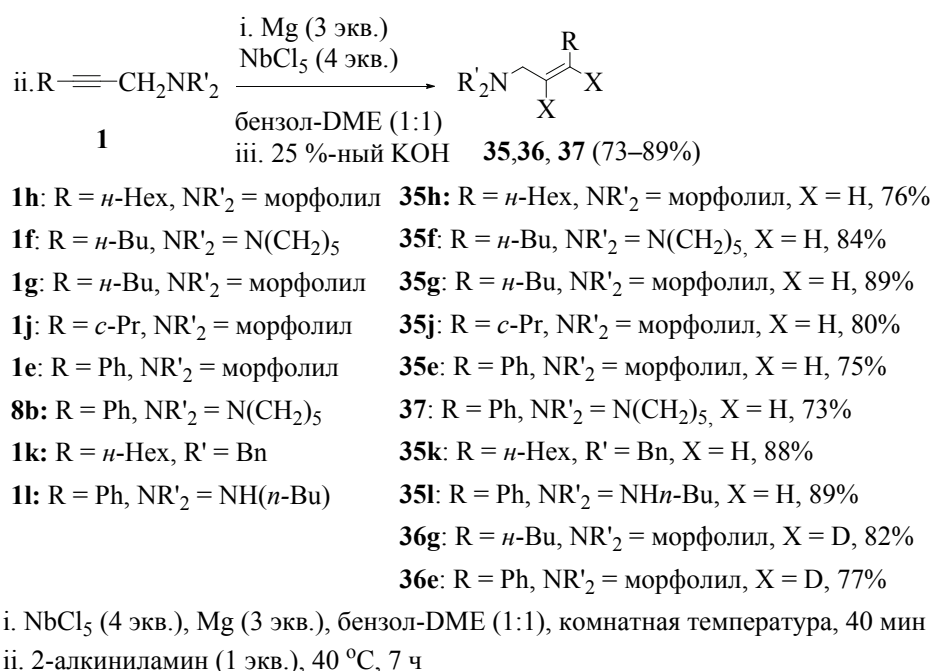 i. Mg (3 экв.)
NbCl5 (4 экв.)
ii. R CH2NR'2
бензол-DME (1:1)
iii. 25 %-ный KOH
1
R'2N
R
X
X
35,36, 37 (73–89%)
1h: R = н-Hex, NR'2 = морфолил 35h: R = н-Hex, NR'2 = морфолил, X = H, 76%
1f: R = н-Bu, NR'2 = N(CH2)5 35f: R = н-Bu, NR'2 = N(CH2)5, X = H, 84%
1g: R = н-Bu, NR'2 = морфолил 35g: R = н-Bu, NR'2 = морфолил, X = H, 89%
1j: R = c-Pr, NR'2 = морфолил 35j: R = c-Pr, NR'2 = морфолил, X = H, 80%
1e: R = Ph, NR'2 = морфолил 35e: R = Ph, NR'2 = морфолил, X = H, 75%
8b: R = Ph, NR'2 = N(CH2)5 37: R = Ph, NR'2 = N(CH2)5, X = H, 73%
1k: R = н-Hex, R' = Bn 35k: R = н-Hex, R' = Bn, X = H, 88%
1l: R = Ph, NR'2 = NH(n-Bu) 35l: R = Ph, NR'2 = NHn-Bu, X = H, 89%
36g: R = н-Bu, NR'2 = морфолил, X = D, 82%
36e: R = Ph, NR'2 = морфолил, X = D, 77%
i. NbCl5 (4 экв.), Mg (3 экв.), бензол-DME (1:1), комнатная температура, 40 мин
ii. 2-алкиниламин (1 экв.), 40 °C, 7 ч